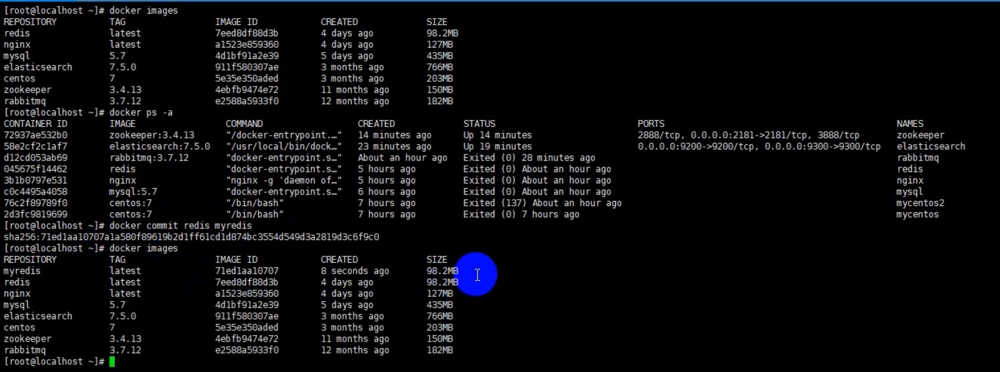 [root@localhost ~]# docker images
REPOSITORY TAG IMAGE ID CREATED SIZE
redis latest 7eed8df88d3b 4 days ago 98.2MB
nginx latest a1523e859360 4 days ago 127MB
mysql 5.7 4d1bf91a2e39 5 days ago 435MB
elasticsearch 7.5.0 911f580307ae 3 months ago 766MB
centos 7 5e35e350aded 3 months ago 203MB
zookeeper 3.4.13 4ebfb9474e72 11 months ago 150MB
rabbitmq 3.7.12 e2588a5933f0 12 months ago 182MB
[root@localhost ~]# docker ps -a
CONTAINER ID IMAGE COMMAND CREATED STATUS PORTS NAMES
72937ae532b0 zookeeper:3.4.13 "/docker-entrypoint.…" 14 minutes ago Up 14 minutes 2888/tcp, 0.0.0.0:2181->2181/tcp, 3888/tcp zookeeper
58e2cf2c1af7 elasticsearch:7.5.0 "/usr/local/bin/dock…" 23 minutes ago Up 19 minutes 0.0.0.0:9200->9200/tcp, 0.0.0.0:9300->9300/tcp elasticsearch
d12cd053ab69 rabbitmq:3.7.12 "docker-entrypoint.s…" About an hour ago Exited (0) 28 minutes ago rabbitmq
045675f14462 redis "docker-entrypoint.s…" 5 hours ago Exited (0) About an hour ago redis
3b1b0797e531 nginx "nginx -g 'daemon of…" 5 hours ago Exited (0) About an hour ago nginx
c0c4495a4058 mysql:5.7 "docker-entrypoint.s…" 6 hours ago Exited (0) About an hour ago mysql
76c2f89789f0 centos:7 "/bin/bash" 7 hours ago Exited (137) About an hour ago mycentos2
2d3fc9819699 centos:7 "/bin/bash" 7 hours ago Exited (0) 7 hours ago mycentos
[root@localhost ~]# docker commit redis myredis
sha256:71ed1aa10707a1a580f89619b2d1ff61cd1d874bc3554d549d3a2819d3c6f9c0
[root@localhost ~]# docker images
REPOSITORY TAG IMAGE ID CREATED SIZE
myredis latest 71ed1aa10707 8 seconds ago 98.2MB
redis latest 7eed8df88d3b 4 days ago 98.2MB
nginx latest a1523e859360 4 days ago 127MB
mysql 5.7 4d1bf91a2e39 5 days ago 435MB
elasticsearch 7.5.0 911f580307ae 3 months ago 766MB
centos 7 5e35e350aded 3 months ago 203MB
zookeeper 3.4.13 4ebfb9474e72 11 months ago 150MB
rabbitmq 3.7.12 e2588a5933f0 12 months ago 182MB
[root@localhost ~]#